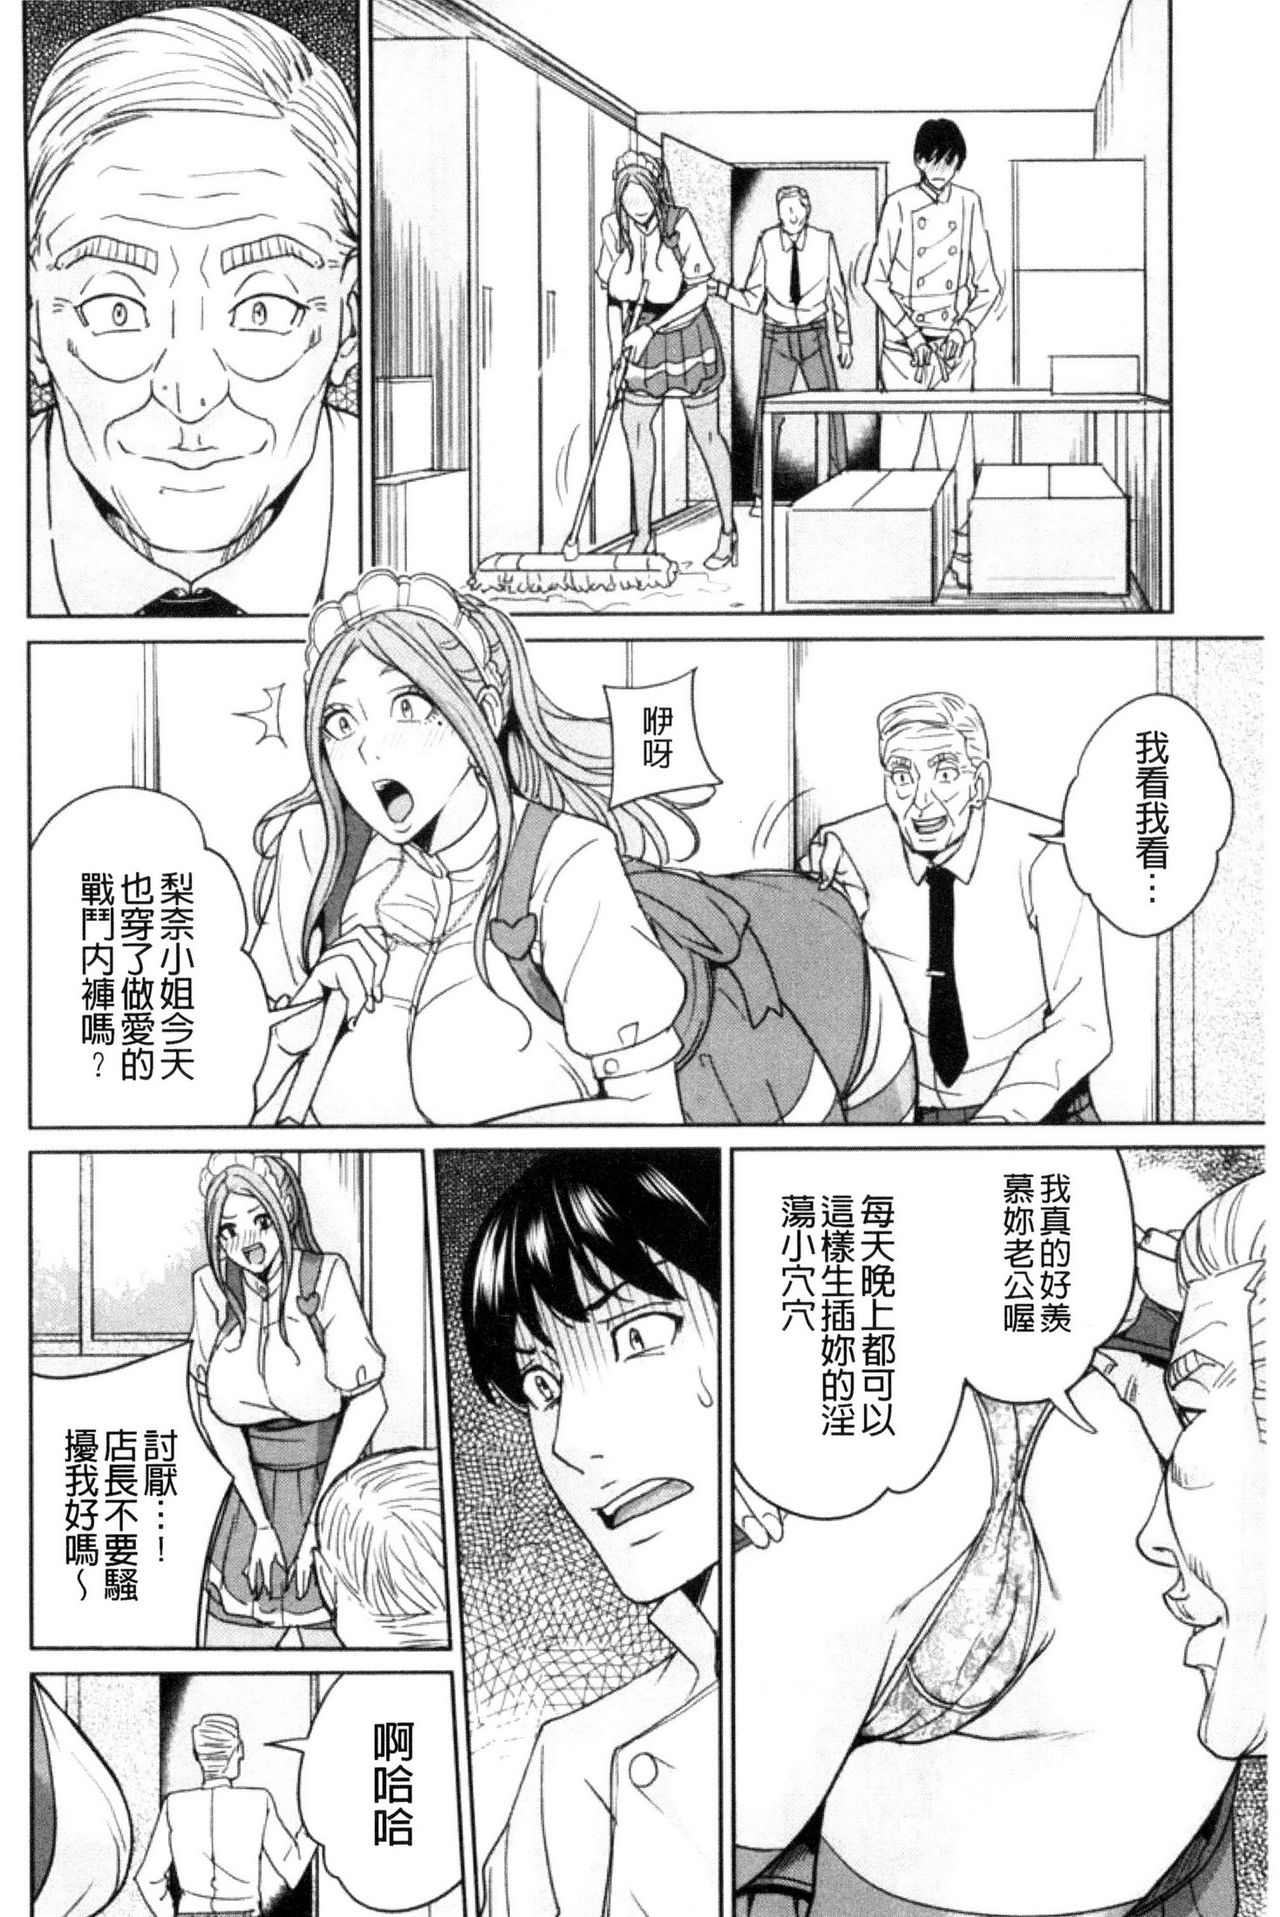 我看我看⋯
咿呀
梨奈小姐今天
也穿了做愛的
戰鬥內褲嗎?
我真的好羨
慕妳老公喔
每天晚上都可以
這樣生插妳的淫
蕩小穴穴
討厭⋯!
店長不要騷
擾我好嗎~
啊哈哈